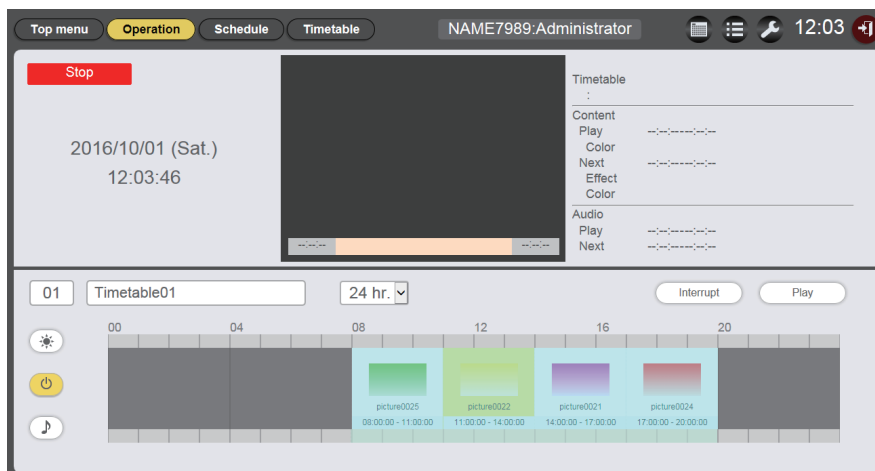 Top menu Operation Schedule Timetable NAME7989:Administrator 12:03
Stop
2016/10/01 (Sat.)
12:03:46
--:--:-- --:--:--
Timetable
:
Content
Play --:--:-----:--:--
Color
Next --:--:-----:--:--
Effect
Color
Audio
Play --:--:-----:--:--
Next --:--:-----:--:--
01 Timetable01 24 hr. Interrupt Play
00 04 08 12 16 20
picture0025 picture0022 picture0021 picture0024
08:00:00 - 11:00:00 11:00:00 - 14:00:00 14:00:00 - 17:00:00 17:00:00 - 20:00:00